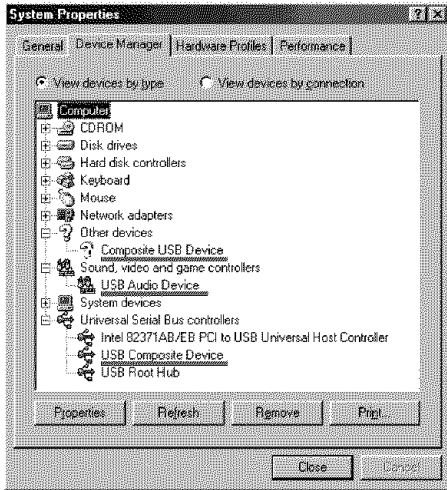 System Properties
General Device Manager Hardware Profiles Performance
View devices by type View devices by connection
Computer
CDROM
Disk drives
Hard disk controllers
Keyboard
Mouse
Network adapters
Other devices
Composite USB Device
Sound, video and game controllers
USB Audio Device
System devices
Universal Serial Bus controllers
Intel 82371AB/EB PCI to USB Universal Host Controller
USB Composite Device
USB Root Hub
Properties Refresh Remove Print...
Close Cancel